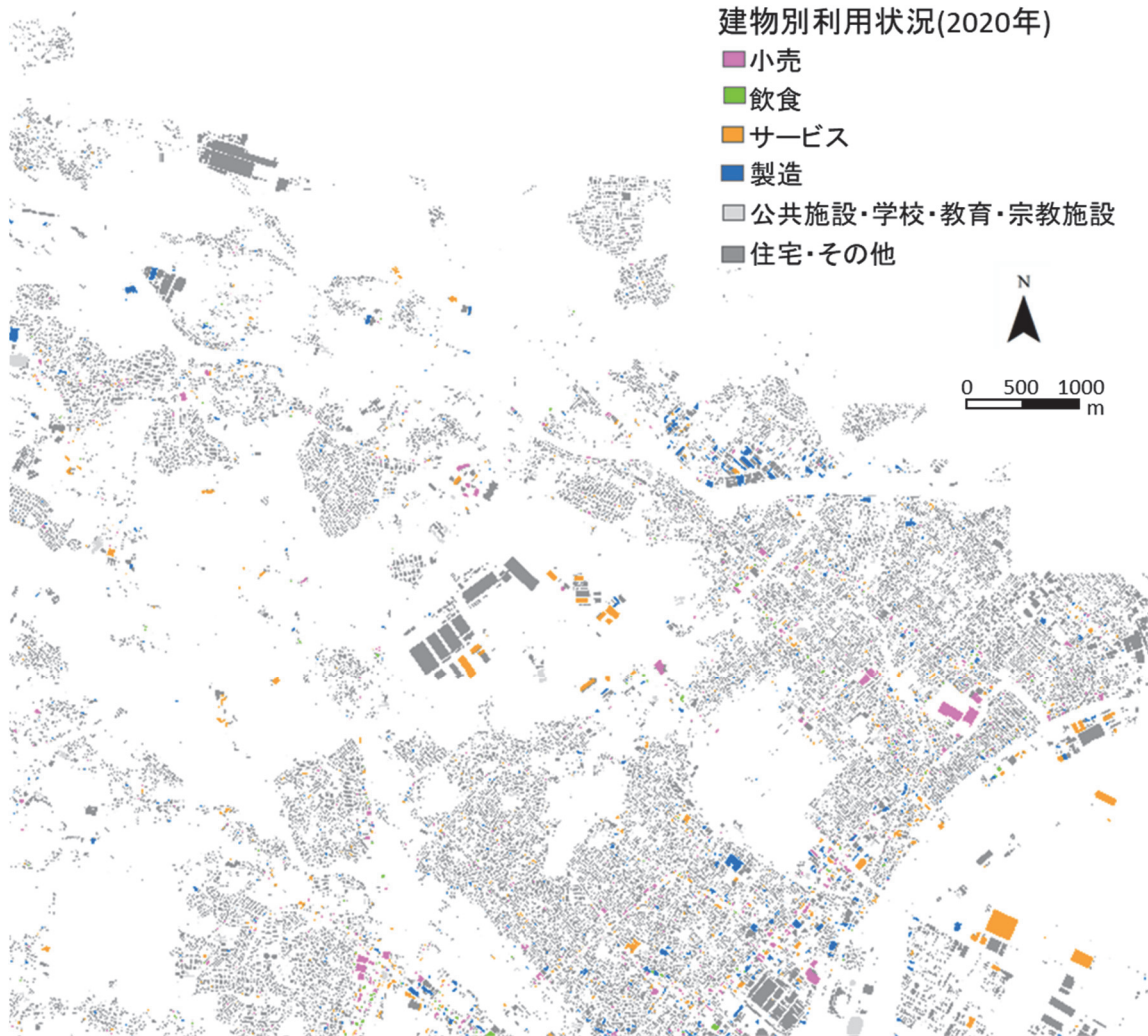 建物別利用状況(2020年)
小売
飲食
サービス
製造
公共施設・学校・教育・宗教施設
住宅・その他
N
0 500 1000
m